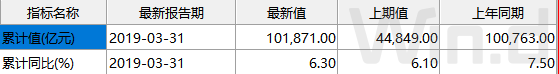 指标名称 最新报告期 最新值 上期值 上年同期
累计值(亿元) 2019-03-31 101,871.00 44,849.00 100,763.00
累计同比(%) 2019-03-31 6.30 6.10 7.50